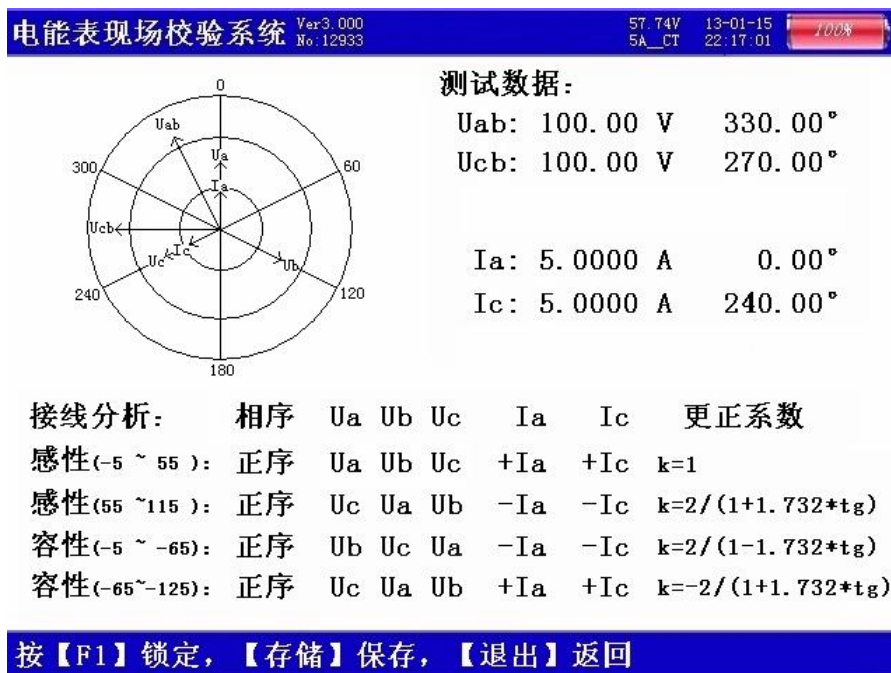 电能表现场校验系统 Ver3.000 No:12933 57.74V 5A__CT 13-01-15 22:17:01 100%
0
Uab
Ua
300
60
Ia
Ucb
Uc
Ic
Ub
240
120
180
测试数据:
Uab: 100.00 V 330.00°
Ucb: 100.00 V 270.00°
Ia: 5.0000 A 0.00°
Ic: 5.0000 A 240.00°
接线分析: 相序 Ua Ub Uc Ia Ic 更正系数
感性(-5 ~ 55 ): 正序 Ua Ub Uc +Ia +Ic k=1
感性(55 ~115 ): 正序 Uc Ua Ub -Ia -Ic k=2/(1+1.732*tg)
容性(-5 ~ -65): 正序 Ub Uc Ua -Ia -Ic k=2/(1-1.732*tg)
容性(-65~-125): 正序 Uc Ua Ub +Ia +Ic k=-2/(1+1.732*tg)
按【F1】锁定，【存储】保存，【退出】返回